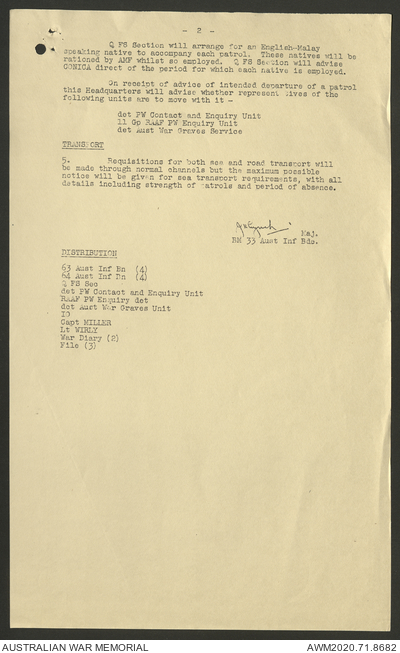 - 2 -
Q FS Section will arrange for an English-Malay
speaking native to accompany each patrol. These natives will be
rationed by AMF whilst so employed. Q FS Section will advise
CONICA direct of the period for which each native is employed.
On receipt of advice of intended departure of a patrol
this Headquarters will advise whether representatives of the
following units are to move with it -
det PW Contact and Enquiry Unit
11 Gp RAAF PW Enquiry Unit
det Aust War Graves Service
TRANSPORT
5. Requisitions for both sea and road transport will
be made through normal channels but the maximum possible
notice will be given for sea transport requirements, with all
details including strength of patrols and period of absence.
Maj.
BM 33 Aust Inf Bde.
DISTRIBUTION
63 Aust Inf Bn (4)
64 Aust Inf Bn (4)
Q FS Sec
det PW Contact and Enquiry Unit
RAAF PW Enquiry det
det Aust War Graves Unit
IO
Capt MILLER
Lt WIRLY
War Diary (2)
File (3)
AUSTRALIAN WAR MEMORIAL
AWM2020.71.8682